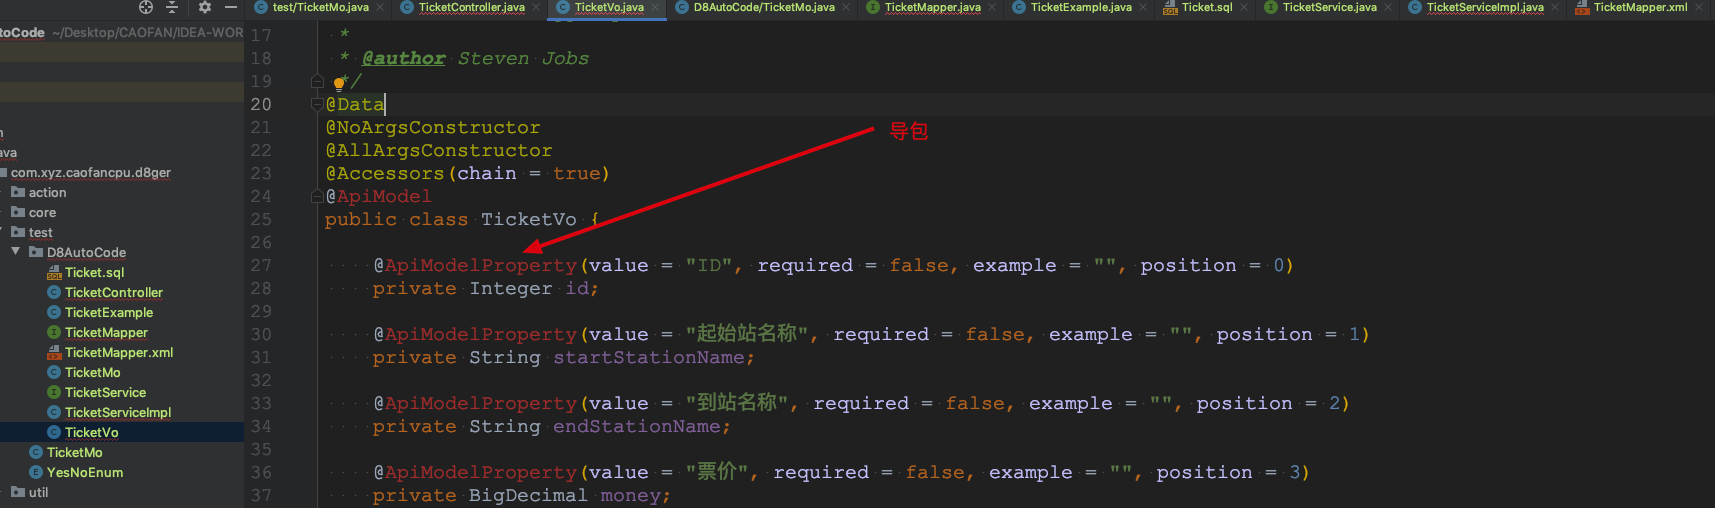 test/TicketMo.java TicketController.java TicketVo.java D8AutoCode/TicketMo.java TicketMapper.java TicketExample.java Ticket.sql TicketService.java TicketServiceImpl.java TicketMapper.xml
toCode ~/Desktop/CAOFAN/IDEA-WOR
ava
com.xyz.caofancpu.d8ger
action
core
test
D8AutoCode
Ticket.sql
TicketController
TicketExample
TicketMapper
TicketMapper.xml
TicketMo
TicketService
TicketServiceImpl
TicketVo
TicketMo
YesNoEnum
util
17 *
18 * @author Steven Jobs
19 */
20 @Data
21 @NoArgsConstructor
22 @AllArgsConstructor
23 @Accessors(chain = true)
24 @ApiModel
25 public class TicketVo {
26
27 @ApiModelProperty(value = "ID", required = false, example = "", position = 0)
28 private Integer id;
29
30 @ApiModelProperty(value = "起始站名称", required = false, example = "", position = 1)
31 private String startStationName;
32
33 @ApiModelProperty(value = "到站名称", required = false, example = "", position = 2)
34 private String endStationName;
35
36 @ApiModelProperty(value = "票价", required = false, example = "", position = 3)
37 private BigDecimal money;
导包